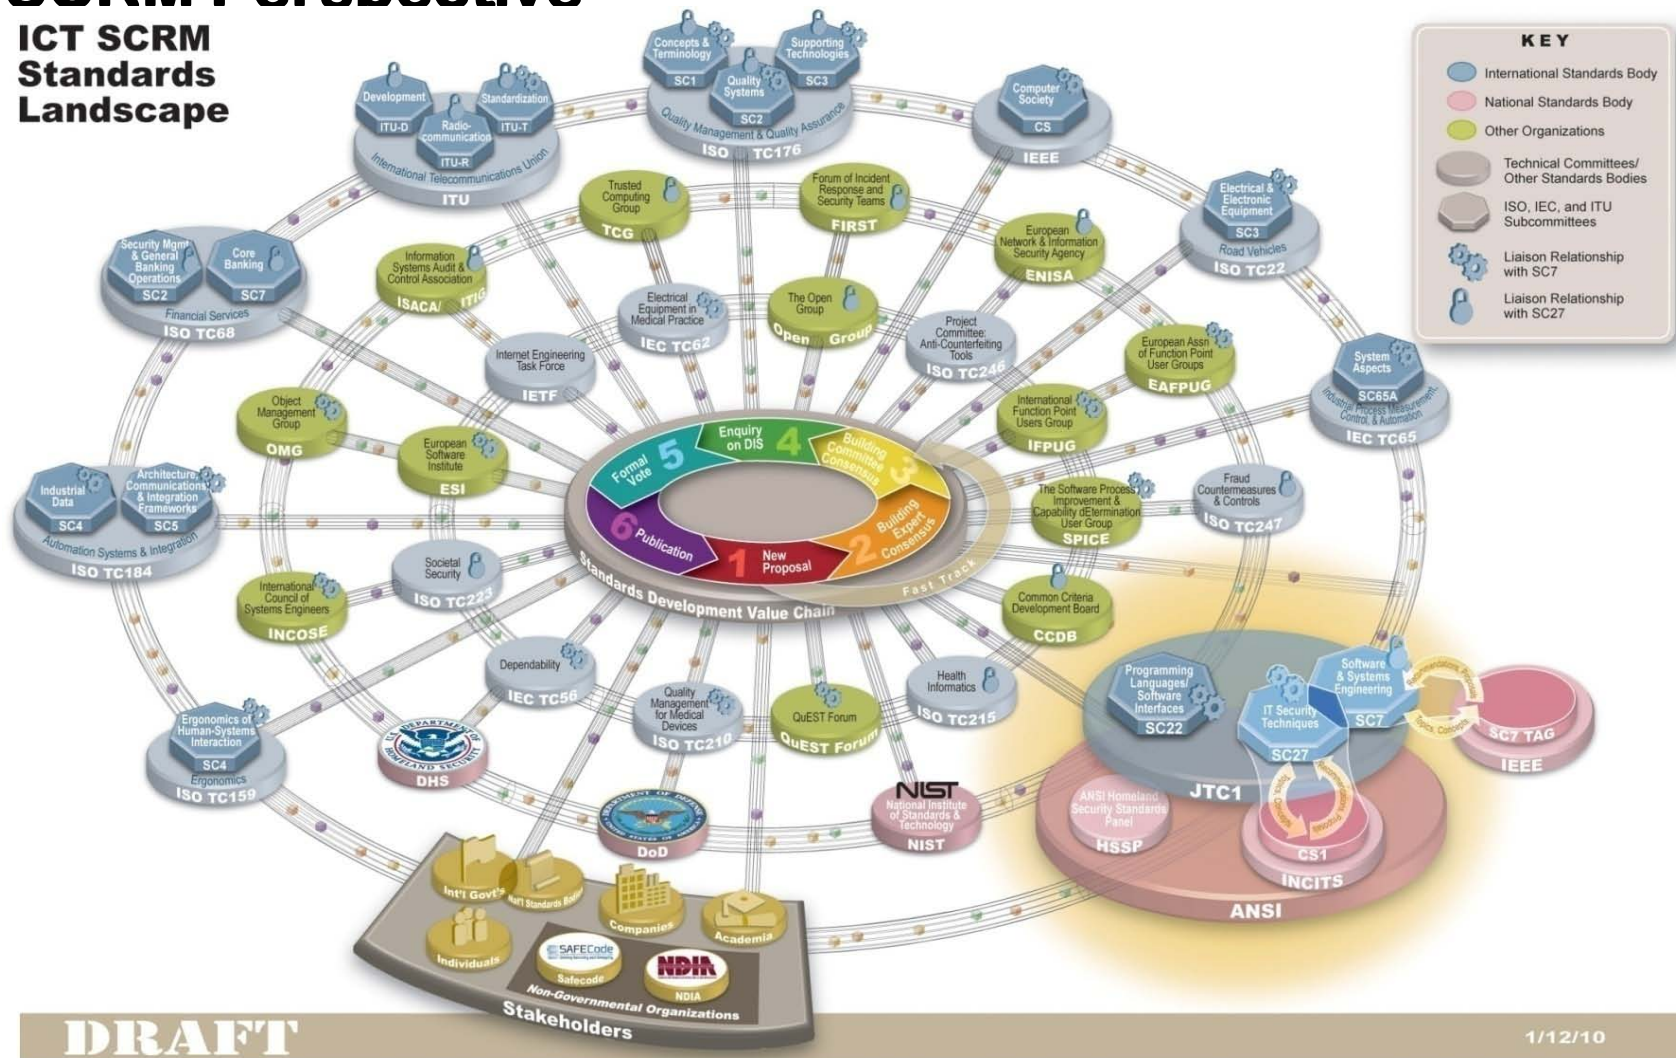 SCRM Perspective
ICT SCRM
Standards
Landscape
KEY
International Standards Body
National Standards Body
Other Organizations
Technical Committees/
Other Standards Bodies
ISO, IEC, and ITU
Subcommittees
Liaison Relationship
with SC7
Liaison Relationship
with SC27
Development
ITU-D
Radio-
communication
ITU-R
Standardization
ITU-T
International Telecommunications Union
ITU
Concepts &
Terminology
SC1
Quality
Systems
SC2
Supporting
Technologies
SC3
Quality Management & Quality Assurance
ISO TC176
Computer
Society
CS
IEEE
Electrical &
Electronic
Equipment
SC3
Road Vehicles
ISO TC22
System
Aspects
SC65A
Industrial Process Measurement,
Control, & Automation
IEC TC65
Security Mgmt
& General
Banking
Operations
SC2
Core
Banking
SC7
Financial Services
ISO TC68
Industrial
Data
SC4
Architecture,
Communications
& Integration
Frameworks
SC5
Automation Systems & Integration
ISO TC184
Ergonomics of
Human-Systems
Interaction
SC4
Ergonomics
ISO TC159
Trusted
Computing
Group
TCG
Forum of Incident
Response and
Security Teams
FIRST
European
Network & Information
Security Agency
ENISA
Information
Systems Audit &
Control Association
ISACA/ ITIG
Electrical
Equipment in
Medical Practice
IEC TC62
The Open
Group
Open Group
Project
Committee:
Anti-Counterfeiting
Tools
ISO TC246
European Assn
of Function Point
User Groups
EAFPUG
Internet Engineering
Task Force
IETF
International
Function Point
Users Group
IFPUG
Object
Management
Group
OMG
European
Software
Institute
ESI
The Software Process
Improvement &
Capability dEtermination
User Group
SPICE
Fraud
Countermeasures
& Controls
ISO TC247
Formal
Vote
5
Enquiry
on DIS
4
Building
Committee
Consensus
3
Building
Expert
Consensus
2
1
New
Proposal
6
Publication
Standards Development Value Chain
Fast Track
Societal
Security
ISO TC223
International
Council of
Systems Engineers
INCOSE
Common Criteria
Development Board
CCDB
Dependability
IEC TC56
Quality
Management
for Medical
Devices
ISO TC210
QuEST Forum
QuEST Forum
Health
Informatics
ISO TC215
U.S. DEPARTMENT OF
HOMELAND SECURITY
DHS
DEPARTMENT OF DEFENSE
UNITED STATES OF AMERICA
DoD
NIST
National Institute
of Standards &
Technology
NIST
Programming
Languages/
Software
Interfaces
SC22
IT Security
Techniques
SC27
Software
& Systems
Engineering
SC7
JTC1
Topics, Concepts
SC7 TAG
IEEE
ANSI Homeland
Security Standards
Panel
HSSP
CS1
INCITS
ANSI
Int'l Govt's
Nat'l Standards Bodies
Companies
Academia
Individuals
SAFECode
Safecode
NDIA
NDIA
Non-Governmental Organizations
Stakeholders
DRAFT
1/12/10